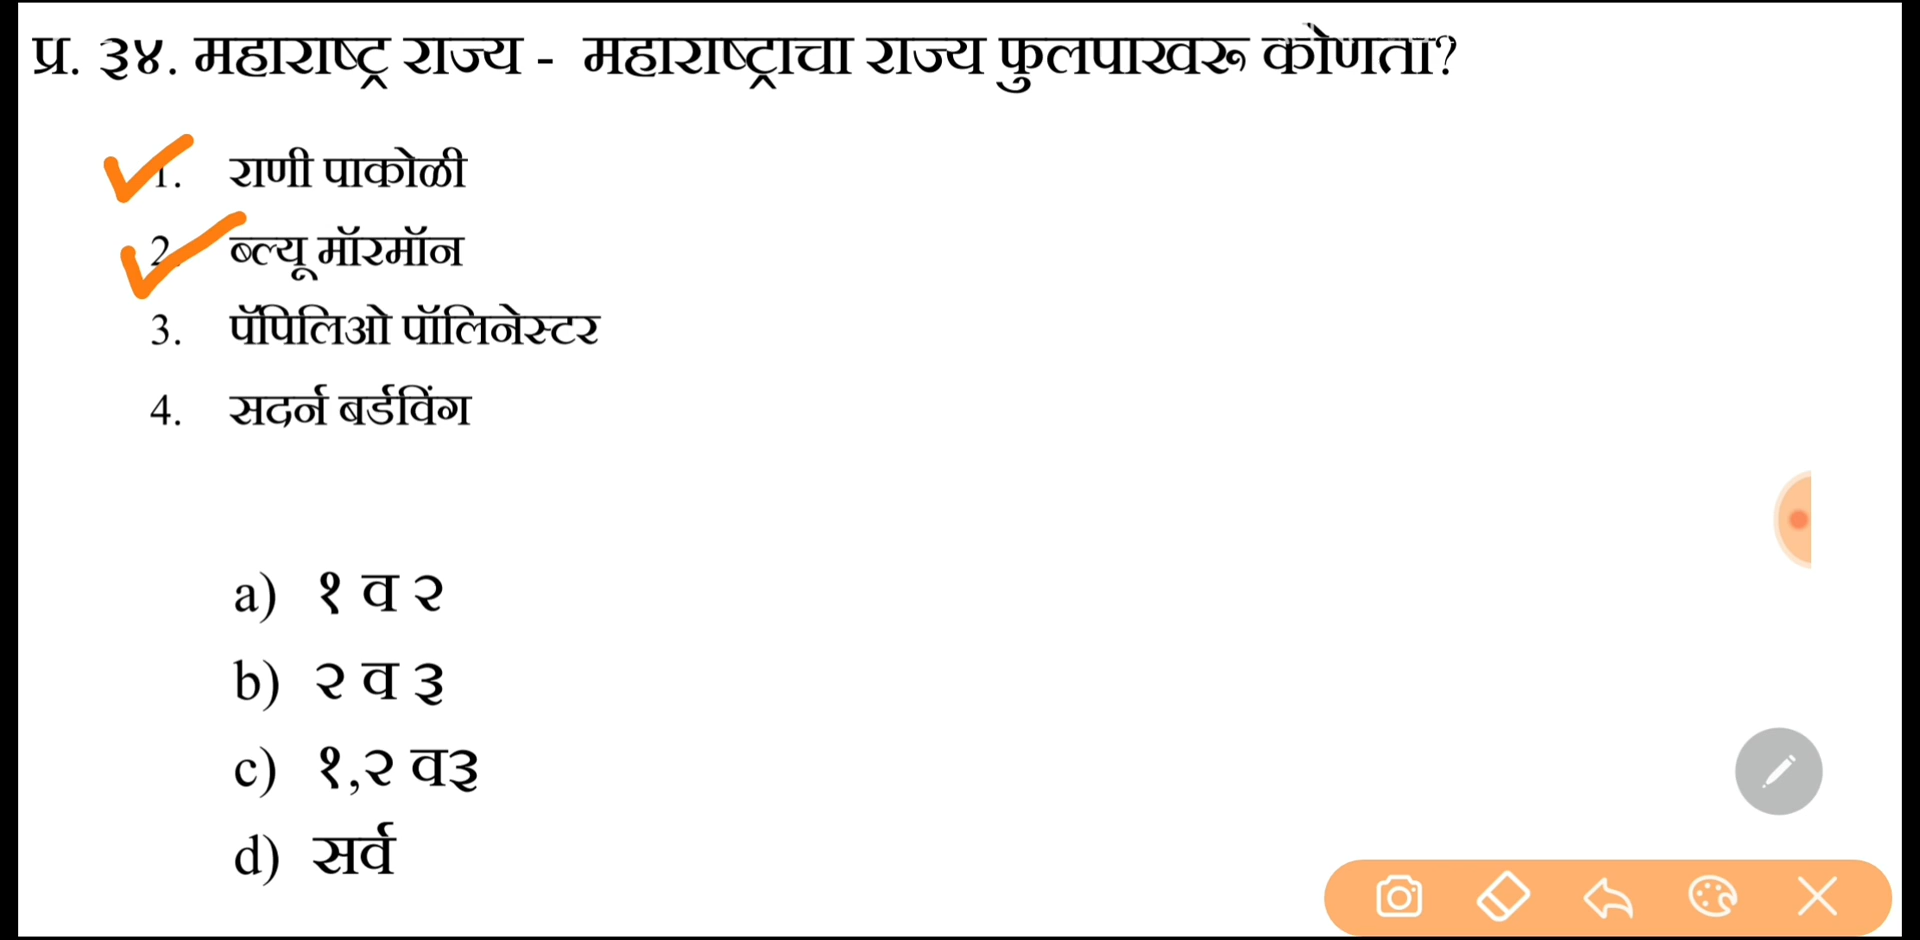 प्र. ३४. महाराष्ट्र राज्य - महाराष्ट्राचा राज्य फुलपाखरू कोणता?
1. राणी पाकोळी
2. ब्ल्यू मॉरमॉन
3. पॅपिलिओ पॉलिनेस्टर
4. सदर्न बर्डविंग
a) १ व २
b) २ व ३
c) १,२ व३
d) सर्व